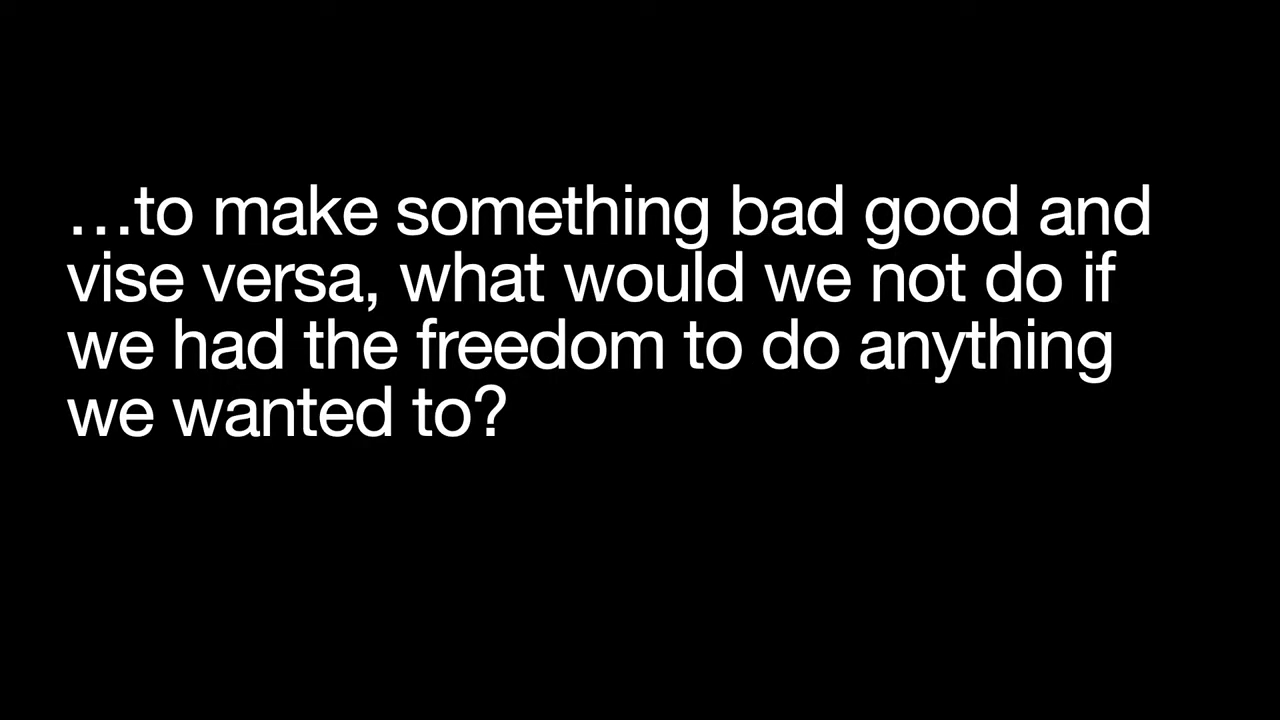 …to make something bad good and
vise versa, what would we not do if
we had the freedom to do anything
we wanted to?